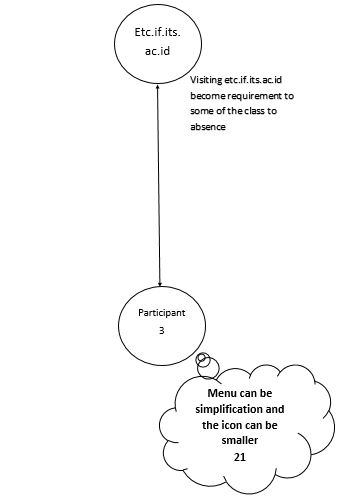 Etc.if.its.
ac.id
Visiting etc.if.its.ac.id
become requirement to
some of the class to
absence
Participant
3
Menu can be
simplification and
the icon can be
smaller
21